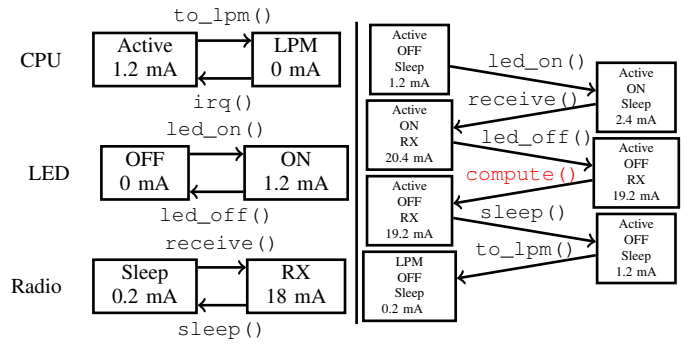 to_lpm()
CPU
Active
1.2 mA
LPM
0 mA
irq()
led_on()
LED
OFF
0 mA
ON
1.2 mA
led_off()
receive()
Radio
Sleep
0.2 mA
RX
18 mA
sleep()
Active
OFF
Sleep
1.2 mA
led_on()
Active
ON
Sleep
2.4 mA
receive()
Active
ON
RX
20.4 mA
led_off()
Active
OFF
RX
19.2 mA
compute()
Active
OFF
RX
19.2 mA
sleep()
Active
OFF
Sleep
1.2 mA
to_lpm()
LPM
OFF
Sleep
0.2 mA